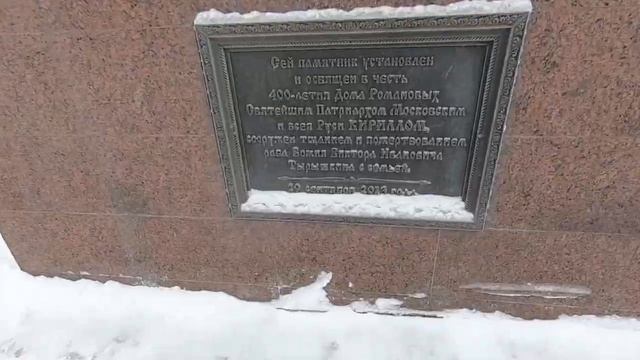 Сей памятник установлен
и освящен в честь
400-летия Дома Романовых
Святейшим Патриархом Московским
и всея Руси КИРИЛЛОМ,
сооружен тщанием и пожертвованием
раба Божия Виктора Ивановича
Тырышкина с семьей.
29 сентября 2013 года